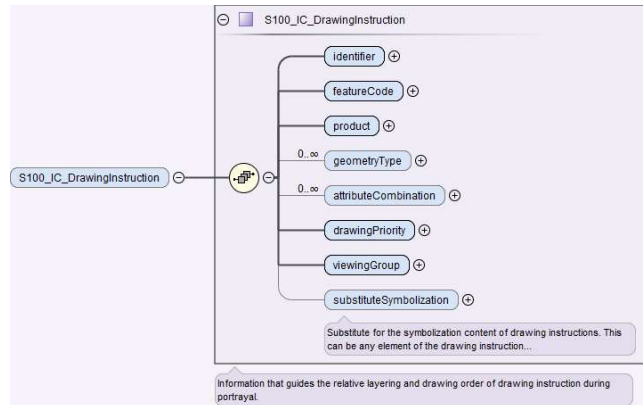 S100_IC_DrawingInstruction
identifier
featureCode
product
0..∞
geometryType
0..∞
attributeCombination
S100_IC_DrawingInstruction
drawingPriority
viewingGroup
substituteSymbolization
Substitute for the symbolization content of drawing instructions. This
can be any element of the drawing instruction...
Information that guides the relative layering and drawing order of drawing instruction during
portrayal.